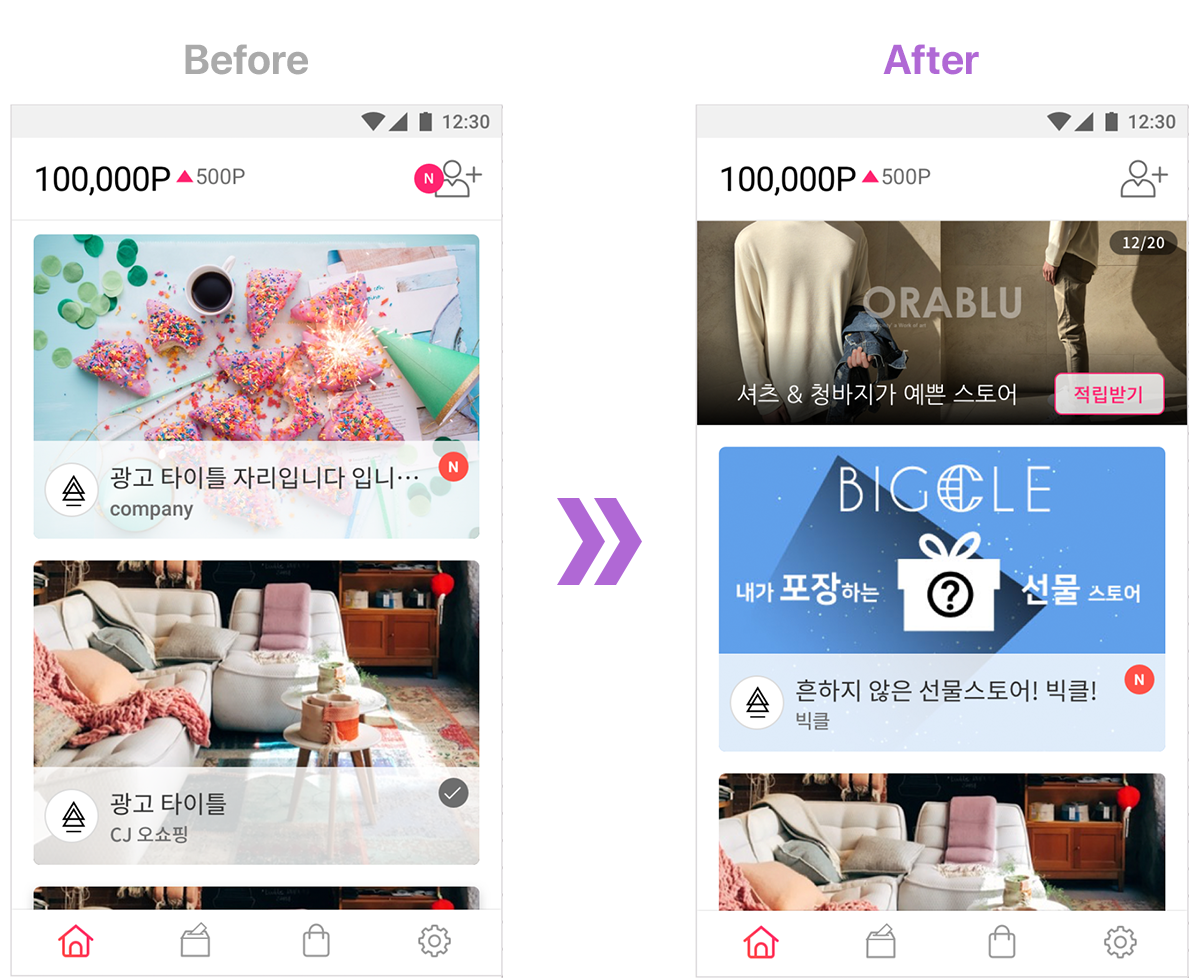 Before
After
12:30
100,000P ▲500P
N
광고 타이틀 자리입니다 입니…
N
company
광고 타이틀
CJ 오쇼핑
12:30
100,000P ▲500P
12/20
ORABLU
셔츠 & 청바지가 예쁜 스토어
적립받기
BIGCLE
내가 포장하는
?
선물 스토어
흔하지 않은 선물스토어! 빅클!
N
빅클